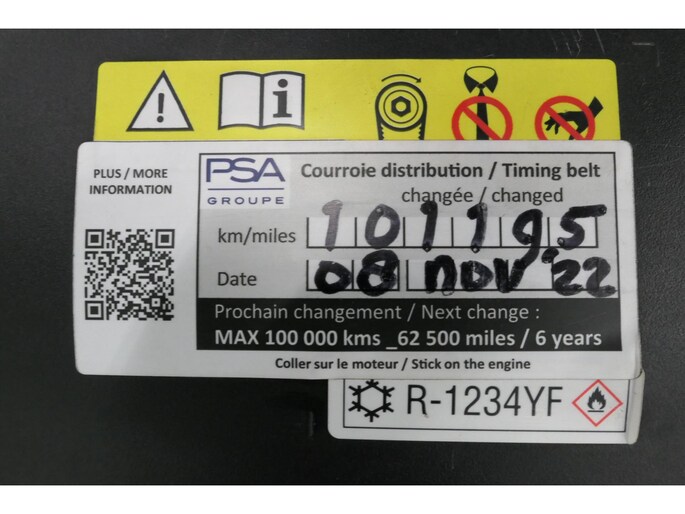 PLUS / MORE
INFORMATION
PSA
GROUPE
Courroie distribution / Timing belt
changée / changed
km/miles 101195
Date 08 NOV '22
Prochain changement / Next change :
MAX 100 000 kms _62 500 miles / 6 years
Coller sur le moteur / Stick on the engine
R-1234YF